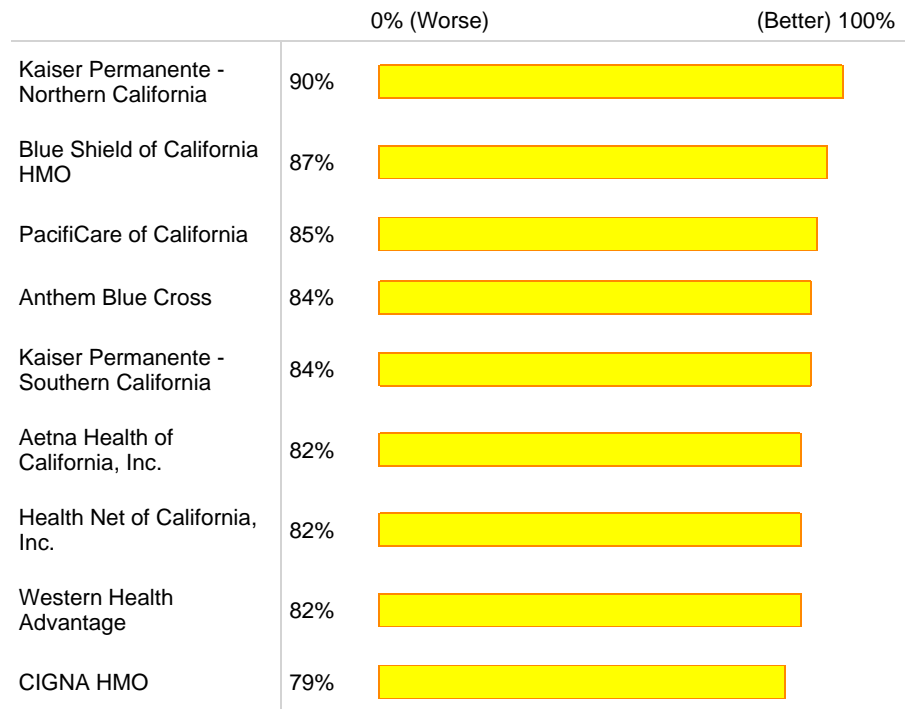 0% (Worse) (Better) 100%
Kaiser Permanente -
Northern California
90%
Blue Shield of California
HMO
87%
PacifiCare of California 85%
Anthem Blue Cross 84%
Kaiser Permanente -
Southern California
84%
Aetna Health of
California, Inc.
82%
Health Net of California,
Inc.
82%
Western Health
Advantage
82%
CIGNA HMO 79%